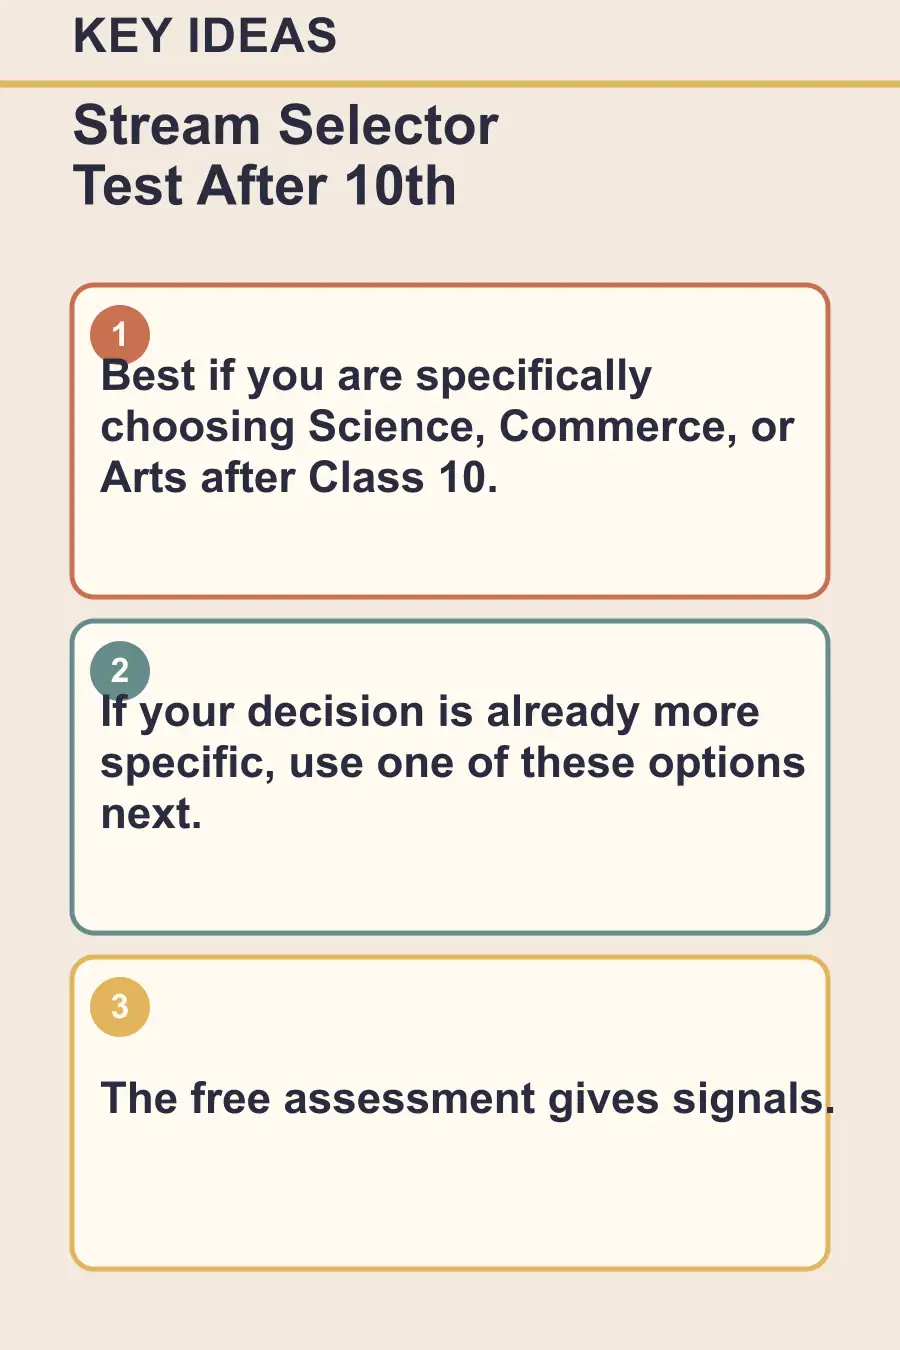 KEY IDEAS
Stream Selector
Test After 10th
1
Best if you are specifically
choosing Science, Commerce, or
Arts after Class 10.
2
If your decision is already more
specific, use one of these options
next.
3
The free assessment gives signals.